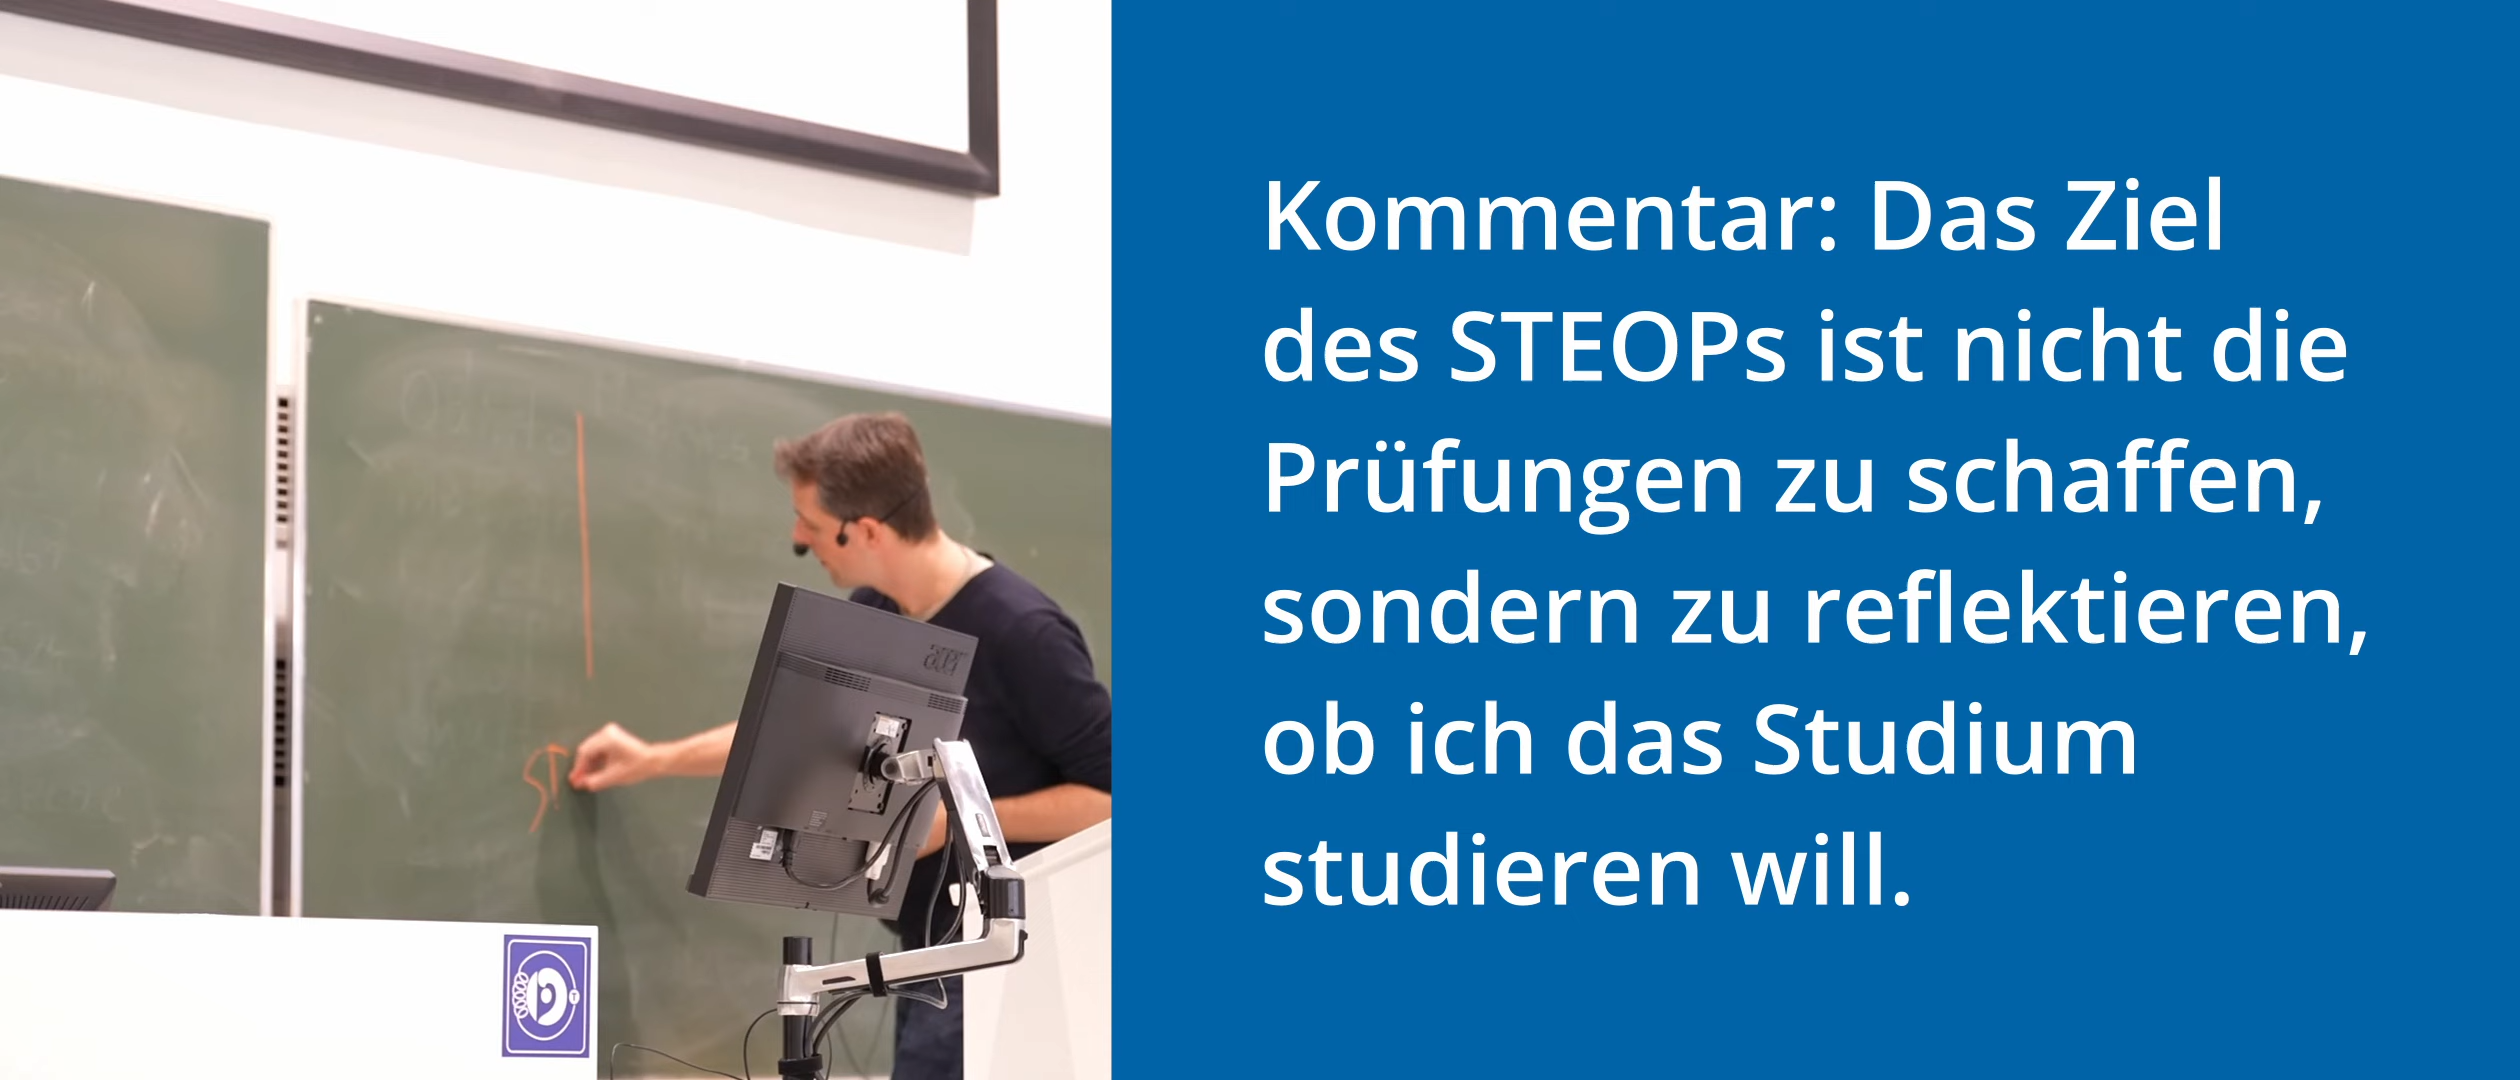 Kommentar: Das Ziel
des STEOPs ist nicht die
Prüfungen zu schaffen,
sondern zu reflektieren,
ob ich das Studium
studieren will.
ST